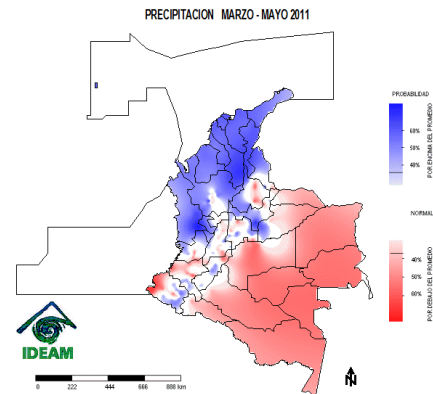 PRECIPITACION MARZO - MAYO 2011
PROBABILIDAD
60%
50%
40%
POR ENCIMA DEL PROMEDIO
NORMAL
40%
50%
60%
POR DEBAJO DEL PROMEDIO
IDEAM
0 222 444 666 888 km
N